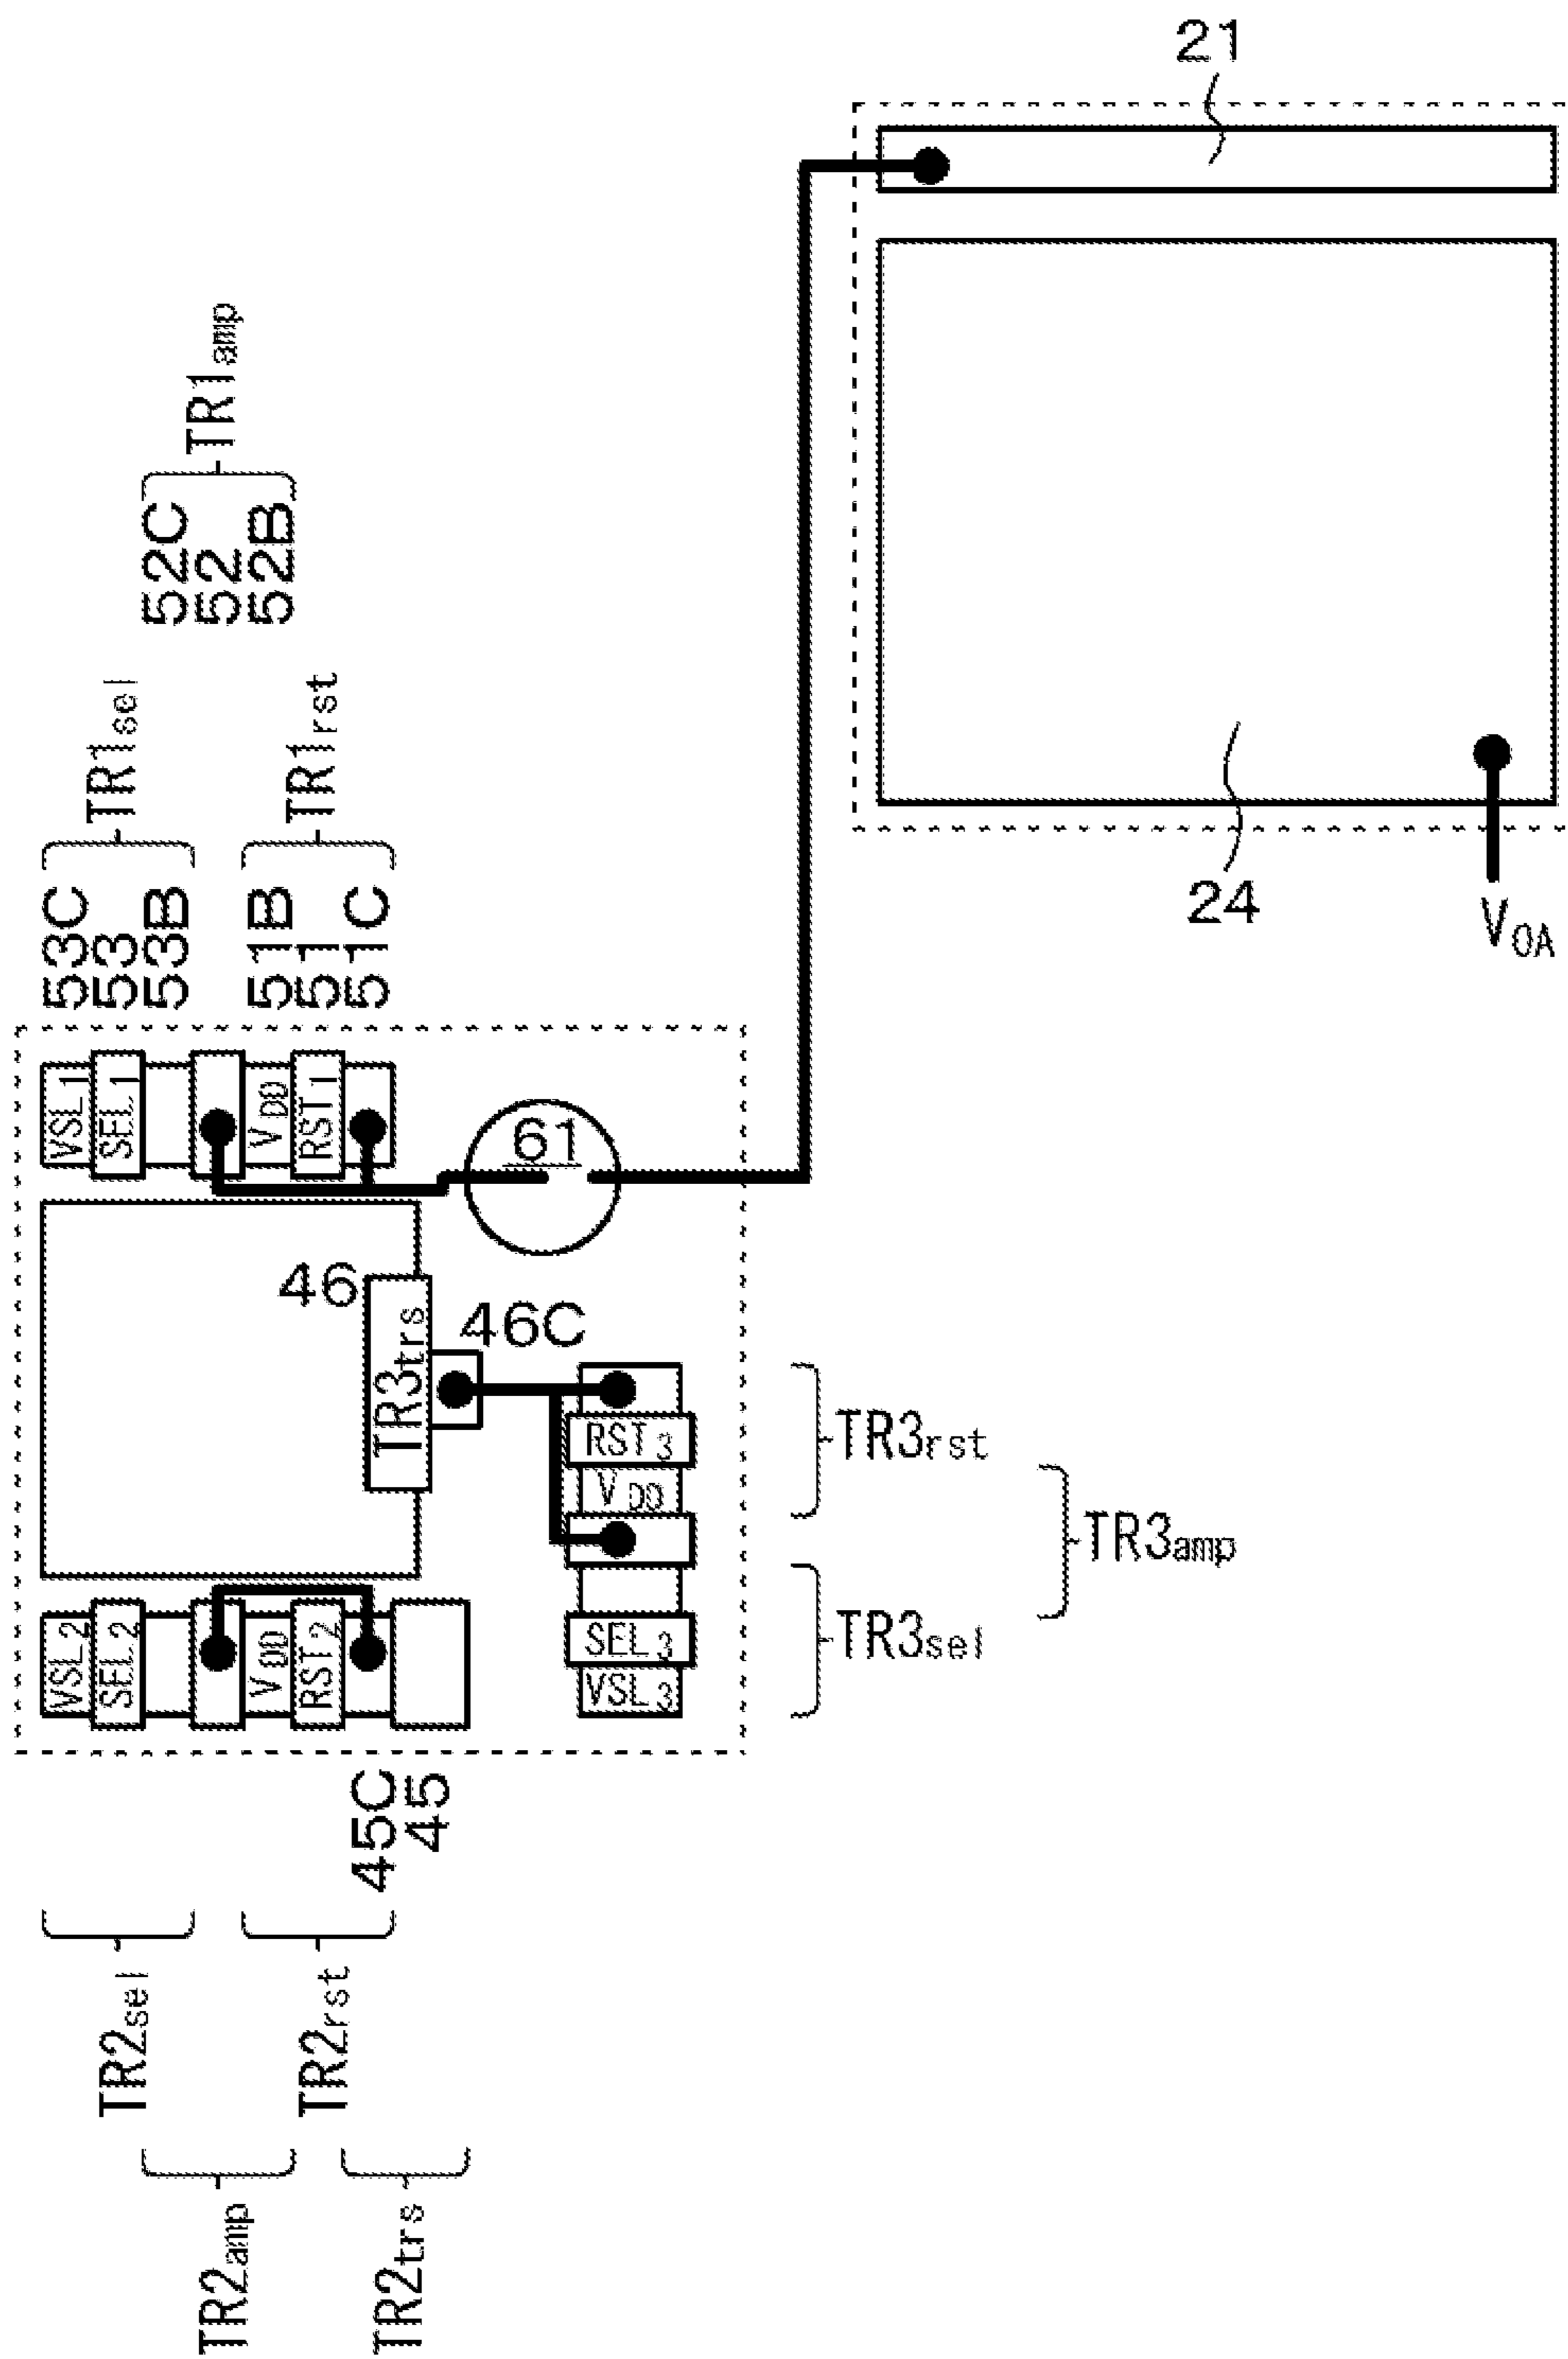 21
TR1amp
52C
52
52B
TR1sel
TR1rst
53C
53
53B
51B
51
51C
24
VOA
VSL1
SEL1
VDD
RST1
61
46
TR3trs
46C
RST3
VDD
SEL3
VSL3
TR3rst
TR3amp
TR3sel
VSL2
SEL2
VDD
RST2
45C
45
TR2sel
TR2rst
TR2amp
TR2trs